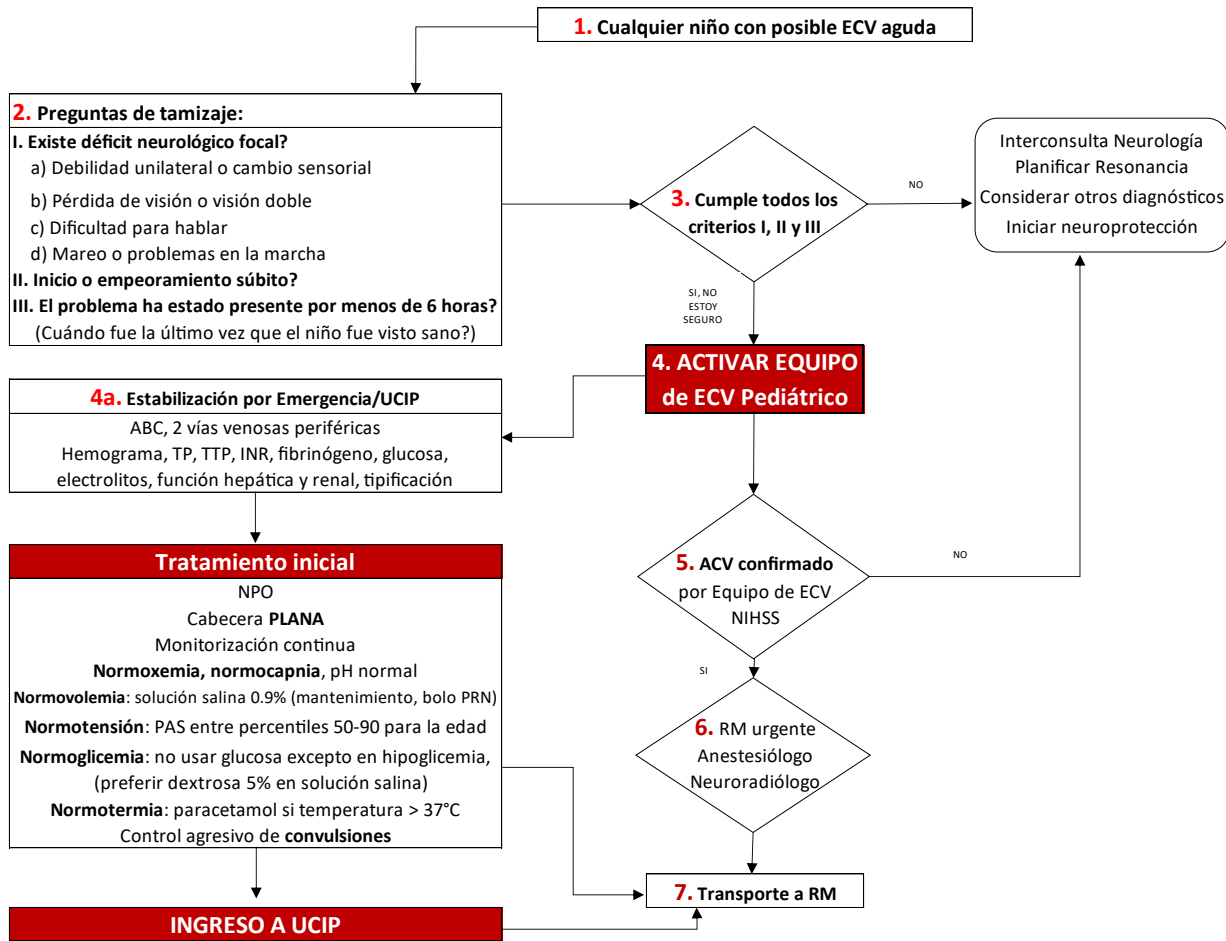 1. Cualquier niño con posible ECV aguda
2. Preguntas de tamizaje:
I. Existe déficit neurológico focal?
a) Debilidad unilateral o cambio sensorial
b) Pérdida de visión o visión doble
c) Dificultad para hablar
d) Mareo o problemas en la marcha
II. Inicio o empeoramiento súbito?
III. El problema ha estado presente por menos de 6 horas?
(Cuándo fue la último vez que el niño fue visto sano?)
3. Cumple todos los
criterios I, II y III
NO
Interconsulta Neurología
Planificar Resonancia
Considerar otros diagnósticos
Iniciar neuroprotección
SI, NO
ESTOY
SEGURO
4. ACTIVAR EQUIPO
de ECV Pediátrico
4a. Estabilización por Emergencia/UCIP
ABC, 2 vías venosas periféricas
Hemograma, TP, TTP, INR, fibrinógeno, glucosa,
electrolitos, función hepática y renal, tipificación
Tratamiento inicial
NPO
Cabecera PLANA
Monitorización continua
Normoxemia, normocapnia, pH normal
Normovolemia: solución salina 0.9% (mantenimiento, bolo PRN)
Normotensión: PAS entre percentiles 50-90 para la edad
Normoglicemia: no usar glucosa excepto en hipoglicemia,
(preferir dextrosa 5% en solución salina)
Normotermia: paracetamol si temperatura > 37°C
Control agresivo de convulsiones
INGRESO A UCIP
5. ACV confirmado
por Equipo de ECV
NIHSS
NO
SI
6. RM urgente
Anestesiólogo
Neuroradiólogo
7. Transporte a RM